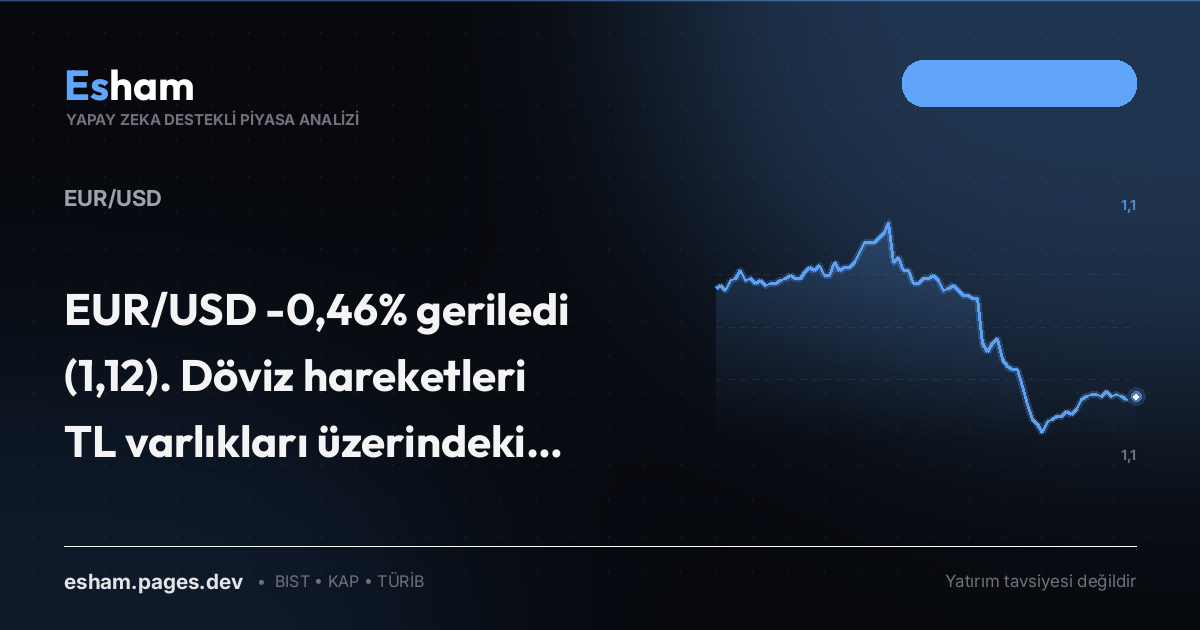 Esham
YAPAY ZEKA DESTEKLİ PİYASA ANALİZİ
EUR/USD
EUR/USD -0,46% geriledi
(1,12). Döviz hareketleri
TL varlıkları üzerindeki...
1,1
1,1
esham.pages.dev • BIST • KAP • TÜRİB
Yatırım tavsiyesi değildir